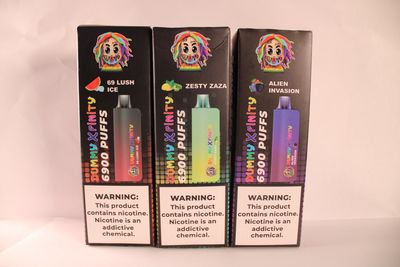 69 LUSH
ICE
DUMMY XFINITY
6900 PUFFS
WARNING:
This product
contains nicotine.
Nicotine is an
addictive
chemical.
ZESTY ZAZA
DUMMY XFINITY
6900 PUFFS
WARNING:
This product
contains nicotine.
Nicotine is an
addictive
chemical.
ALIEN
INVASION
DUMMY XFINITY
6900 PUFFS
WARNING:
This product
contains nicotine.
Nicotine is an
addictive
chemical.